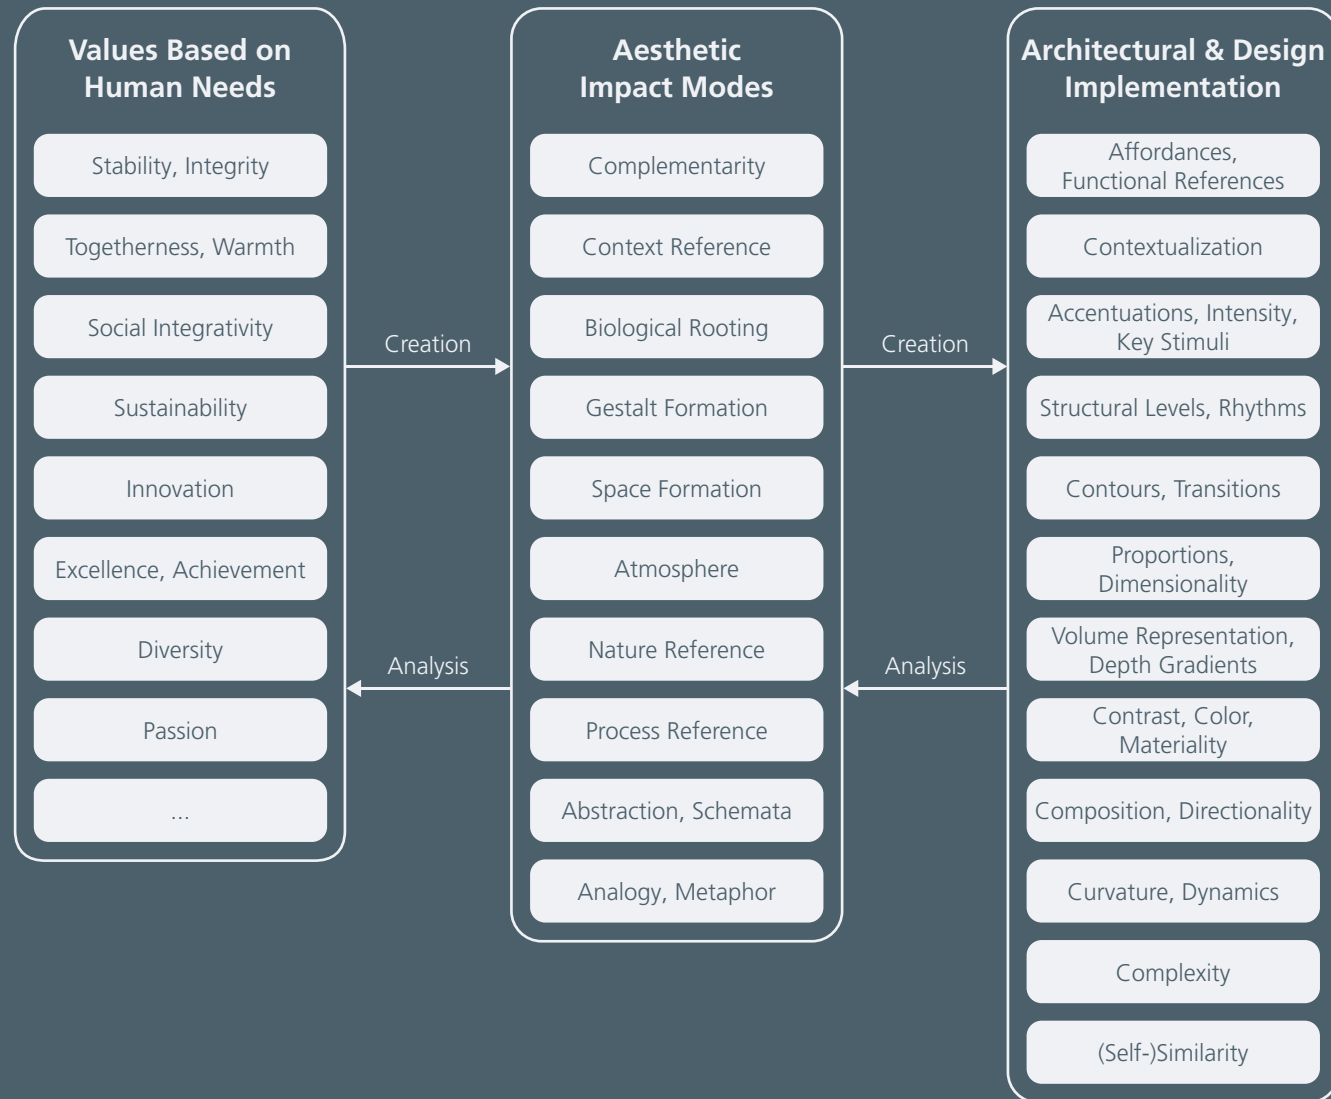 Values Based on
Human Needs
Stability, Integrity
Togetherness, Warmth
Social Integrativity
Sustainability
Innovation
Excellence, Achievement
Diversity
Passion
...
Creation
Analysis
Aesthetic
Impact Modes
Complementarity
Context Reference
Biological Rooting
Gestalt Formation
Space Formation
Atmosphere
Nature Reference
Process Reference
Abstraction, Schemata
Analogy, Metaphor
Creation
Analysis
Architectural & Design
Implementation
Affordances,
Functional References
Contextualization
Accentuations, Intensity,
Key Stimuli
Structural Levels, Rhythms
Contours, Transitions
Proportions,
Dimensionality
Volume Representation,
Depth Gradients
Contrast, Color,
Materiality
Composition, Directionality
Curvature, Dynamics
Complexity
(Self-)Similarity